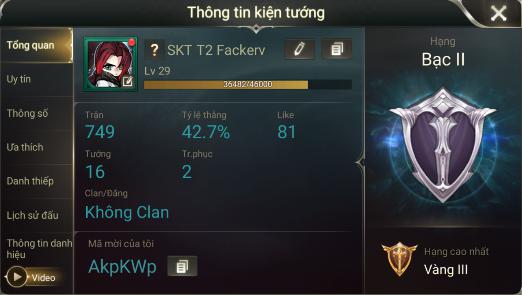 Thông tin kiện tướng
Tổng quan
Uy tín
Thông số
Ưa thích
Danh thiếp
Lịch sử đấu
Thông tin danh
hiệu
Video
? SKT T2 Fackerv
Lv 29
36482/46000
Trận Tỷ lệ thắng Like
749 42.7% 81
Tướng Tr.phục
16 2
Clan/Đảng
Không Clan
Mã mời của tôi
AkpKWp
Hạng
Bạc II
Hạng cao nhất
Vàng III